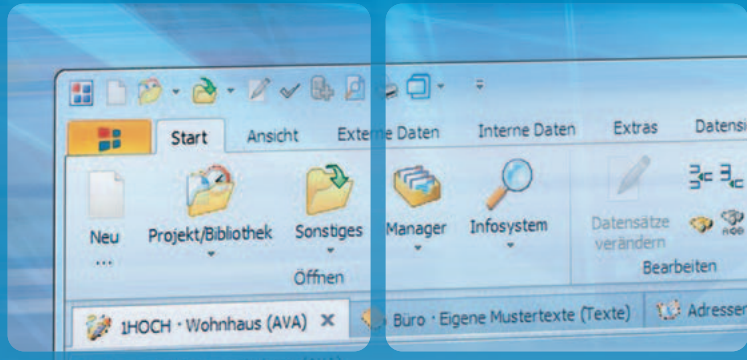 Start Ansicht Externe Daten Interne Daten Extras
Neu Projekt/Bibliothek Sonstiges Manager Infosystem Datensätze verändern
...
Öffnen Bearbeiten
1HOCH · Wohnhaus (AVA) Büro · Eigene Mustertexte (Texte) Adressen